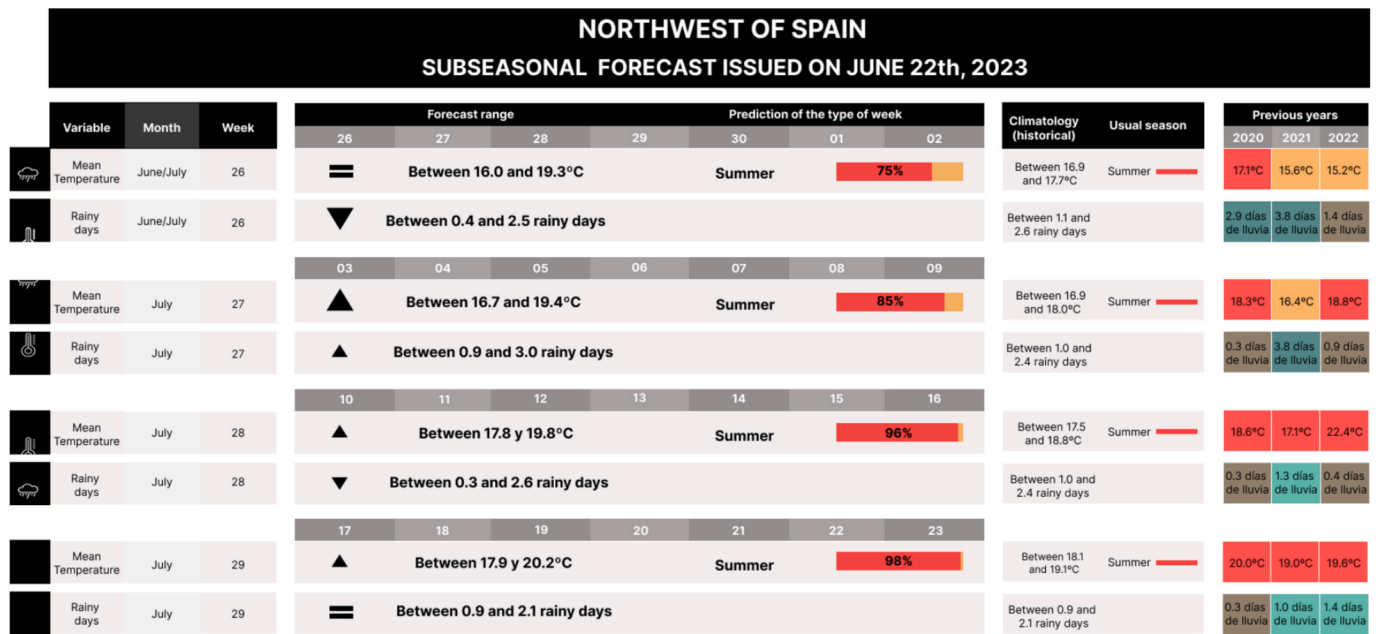 NORTHWEST OF SPAIN
SUBSEASONAL FORECAST ISSUED ON JUNE 22th, 2023
Variable Month Week
Forecast range Prediction of the type of week
26 27 28 29 30 01 02
Climatology
(historical)
Usual season
Previous years
2020 2021 2022
Mean
Temperature
June/July 26
Between 16.0 and 19.3ºC Summer 75%
Between 16.9
and 17.7ºC
Summer
17.1ºC 15.6ºC 15.2ºC
Rainy
days
June/July 26
Between 0.4 and 2.5 rainy days
Between 1.1 and
2.6 rainy days
2.9 días 3.8 días 1.4 días
de lluvia de lluvia de lluvia
03 04 05 06 07 08 09
Mean
Temperature
July 27
Between 16.7 and 19.4ºC Summer 85%
Between 16.9
and 18.0ºC
Summer
18.3ºC 16.4ºC 18.8ºC
Rainy
days
July 27
Between 0.9 and 3.0 rainy days
Between 1.0 and
2.4 rainy days
0.3 días 3.8 días 0.9 días
de lluvia de lluvia de lluvia
10 11 12 13 14 15 16
Mean
Temperature
July 28
Between 17.8 y 19.8ºC Summer 96%
Between 17.5
and 18.8ºC
Summer
18.6ºC 17.1ºC 22.4ºC
Rainy
days
July 28
Between 0.3 and 2.6 rainy days
Between 1.0 and
2.4 rainy days
0.3 días 1.3 días 0.4 días
de lluvia de lluvia de lluvia
17 18 19 20 21 22 23
Mean
Temperature
July 29
Between 17.9 y 20.2ºC Summer 98%
Between 18.1
and 19.1ºC
Summer
20.0ºC 19.0ºC 19.6ºC
Rainy
days
July 29
Between 0.9 and 2.1 rainy days
Between 0.9 and
2.1 rainy days
0.3 días 1.0 días 1.4 días
de lluvia de lluvia de lluvia